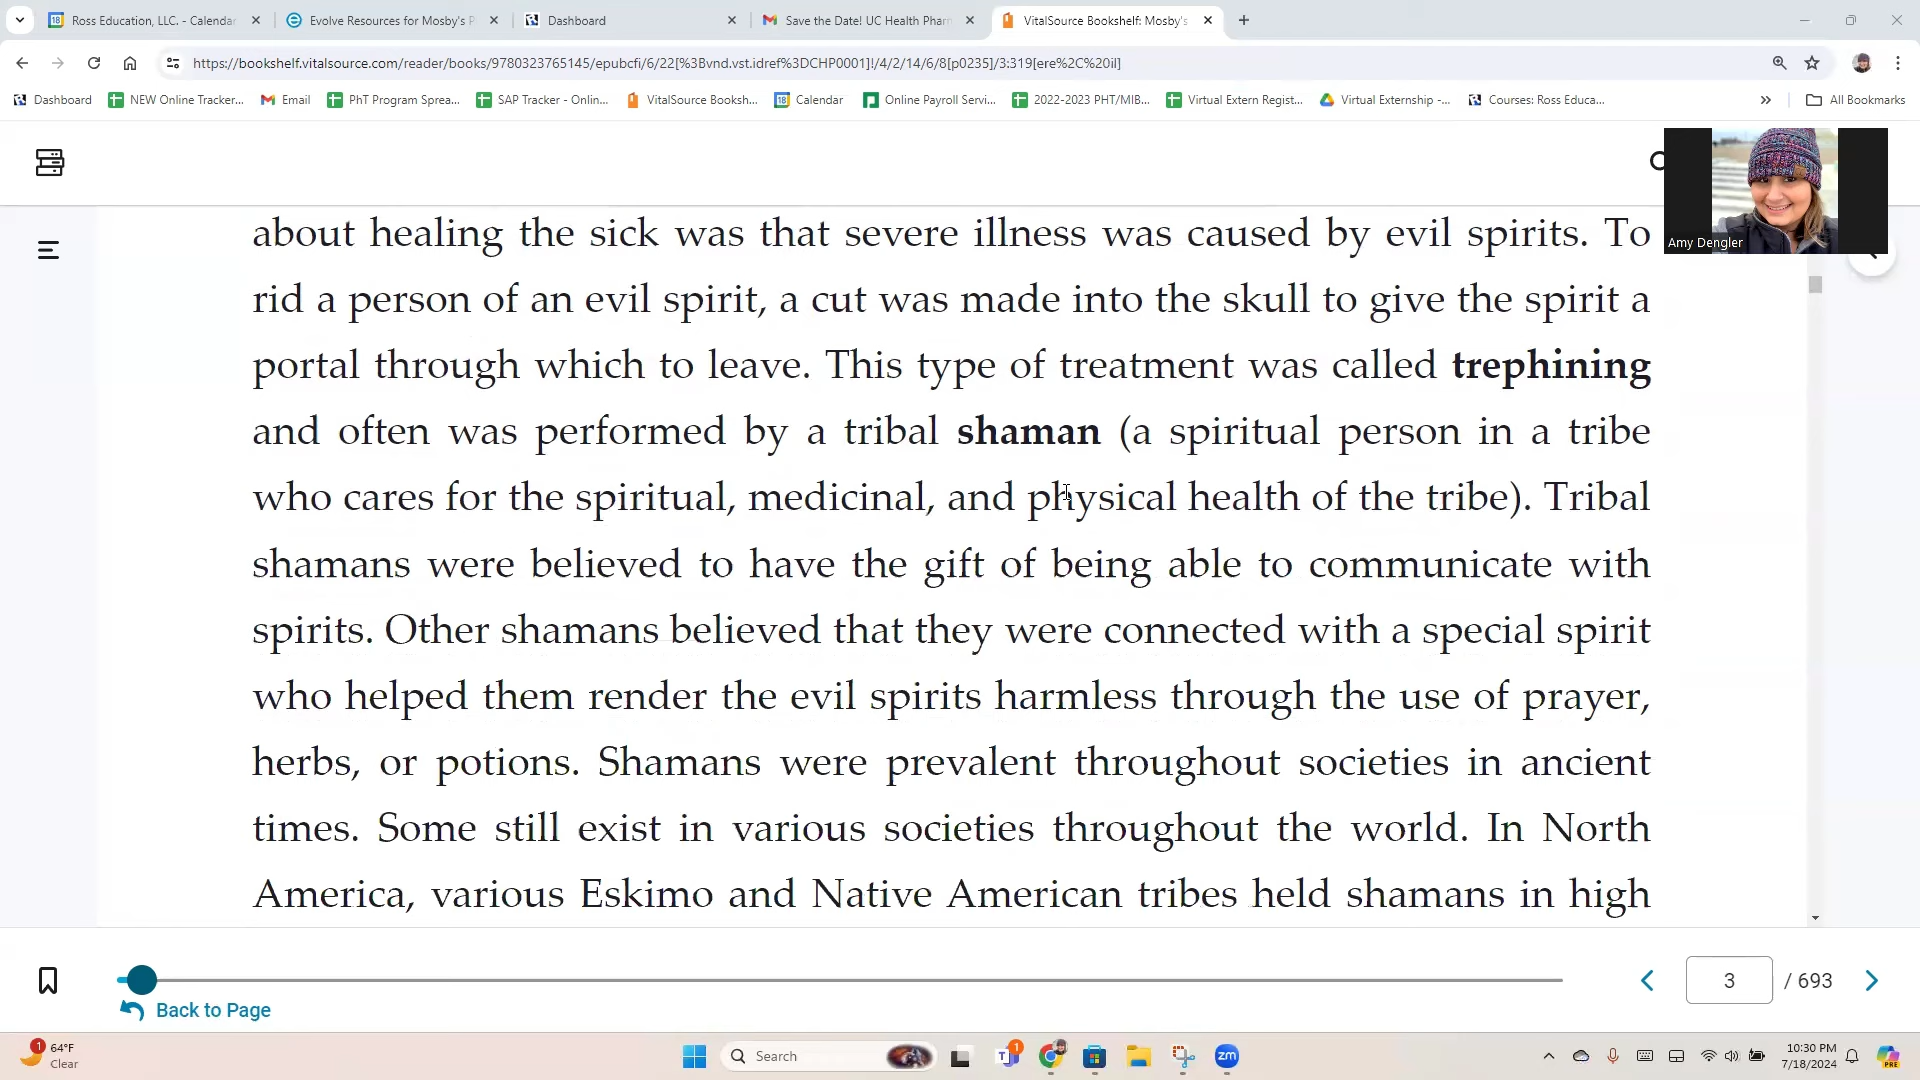 Ross Education, LLC. - Calendar
Evolve Resources for Mosby's P
Dashboard
Save the Date! UC Health Pharm
VitalSource Bookshelf: Mosby's
https://bookshelf.vitalsource.com/reader/books/9780323765145/epubcfi/6/22[%3Bvnd.vst.idref%3DCHP0001]!/4/2/14/6/8[p0235]/3:319[ere%2C%20il]
Dashboard
NEW Online Tracker...
Email
PhT Program Sprea...
SAP Tracker - Onlin...
VitalSource Booksh...
Calendar
Online Payroll Servi...
2022-2023 PHT/MIB...
Virtual Extern Regist...
Virtual Externship -...
Courses: Ross Educa...
All Bookmarks
Amy Dengler
about healing the sick was that severe illness was caused by evil spirits. To
rid a person of an evil spirit, a cut was made into the skull to give the spirit a
portal through which to leave. This type of treatment was called trephining
and often was performed by a tribal shaman (a spiritual person in a tribe
who cares for the spiritual, medicinal, and physical health of the tribe). Tribal
shamans were believed to have the gift of being able to communicate with
spirits. Other shamans believed that they were connected with a special spirit
who helped them render the evil spirits harmless through the use of prayer,
herbs, or potions. Shamans were prevalent throughout societies in ancient
times. Some still exist in various societies throughout the world. In North
America, various Eskimo and Native American tribes held shamans in high
3 / 693
Back to Page
1
64°F
Clear
Search
1
zm
10:30 PM
7/18/2024
PRE